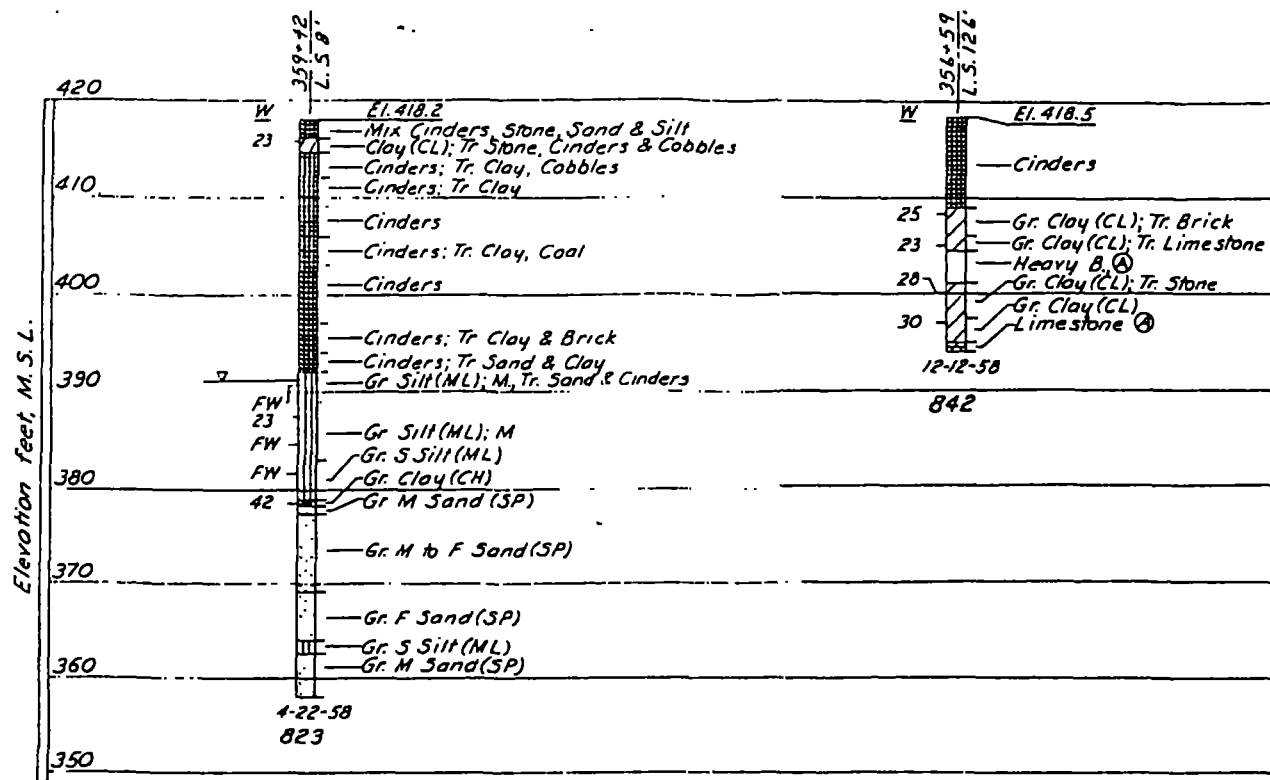 359+42
L.S 8'
356+59
L.S. 126'
Elevation feet, M.S.L.
420
410
400
390
380
370
360
350
W
El. 418.2
23
Mix Cinders, Stone, Sand & Silt
Clay (CL); Tr Stone, Cinders & Cobbles
Cinders; Tr. Clay, Cobbles
Cinders; Tr Clay
Cinders
Cinders; Tr. Clay, Coal
Cinders
Cinders; Tr Clay & Brick
Cinders; Tr Sand & Clay
Gr Silt (ML); M, Tr. Sand & Cinders
FW
23
Gr Silt (ML); M
FW
Gr. S Silt (ML)
FW
Gr. Clay (CH)
42
Gr M Sand (SP)
Gr. M to F Sand (SP)
Gr. F Sand (SP)
Gr. S Silt (ML)
Gr. M Sand (SP)
4-22-58
823
W
El. 418.5
Cinders
25
Gr. Clay (CL); Tr. Brick
23
Gr. Clay (CL); Tr. Limestone
Heavy B. Ⓐ
28
Gr. Clay (CL); Tr. Stone
30
Gr. Clay (CL)
Limestone Ⓐ
12-12-58
842